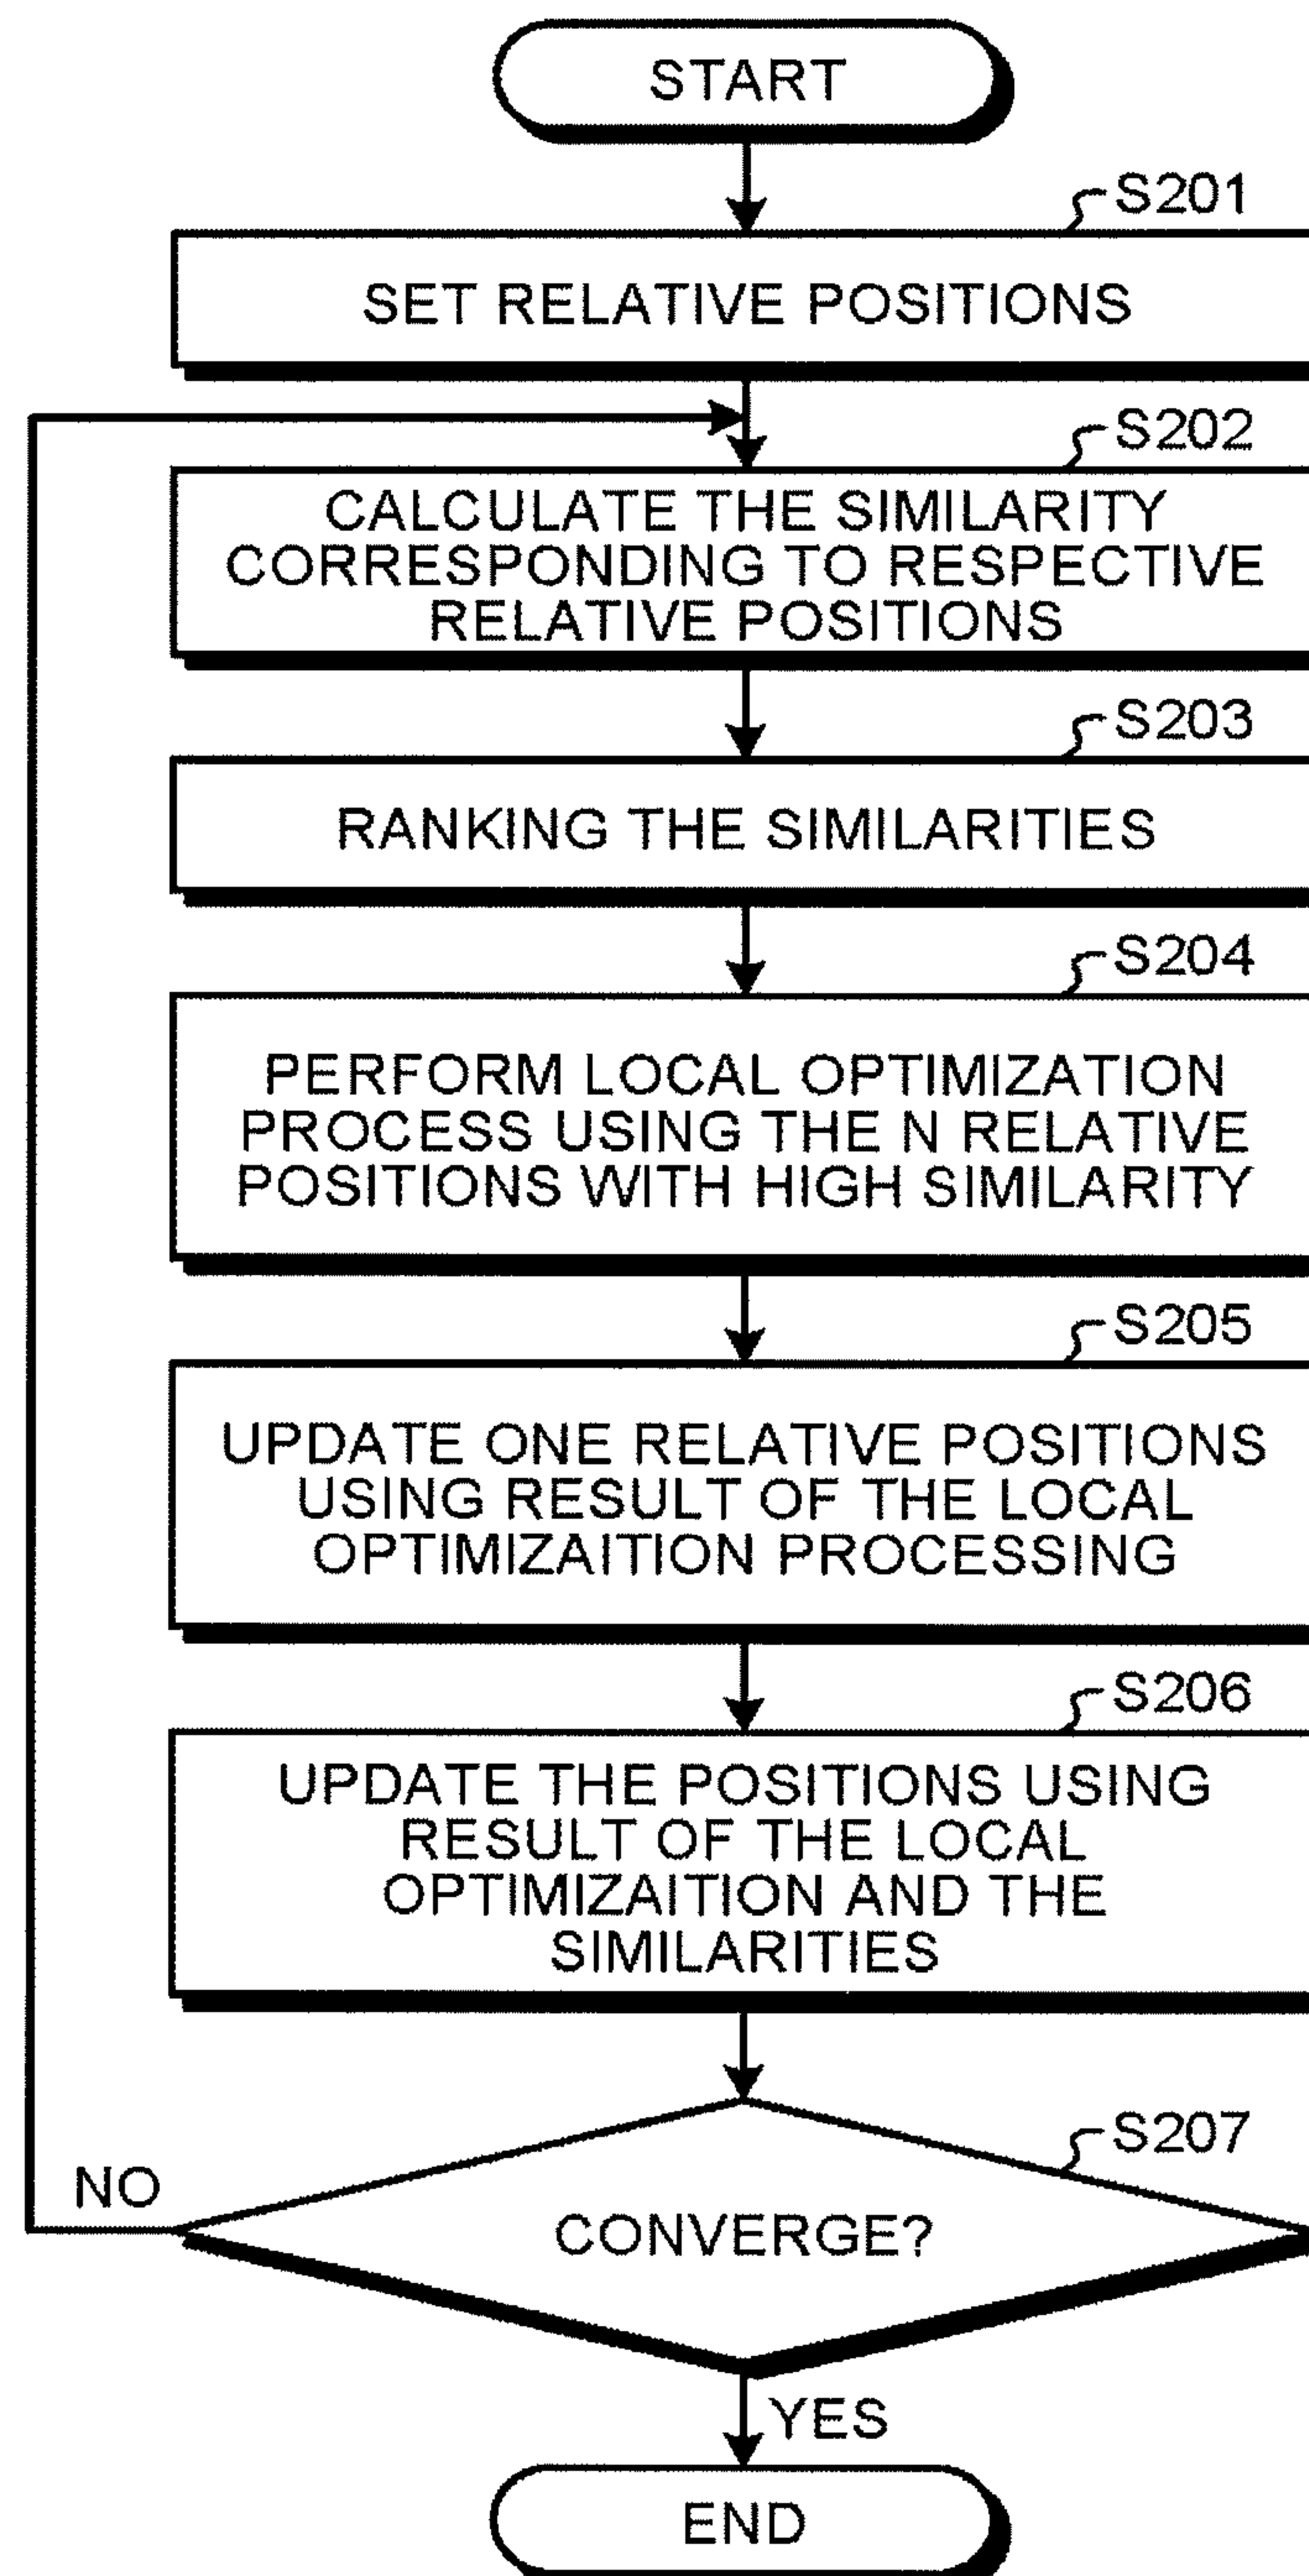 START
S201
SET RELATIVE POSITIONS
S202
CALCULATE THE SIMILARITY
CORRESPONDING TO RESPECTIVE
RELATIVE POSITIONS
S203
RANKING THE SIMILARITIES
S204
PERFORM LOCAL OPTIMIZATION
PROCESS USING THE N RELATIVE
POSITIONS WITH HIGH SIMILARITY
S205
UPDATE ONE RELATIVE POSITIONS
USING RESULT OF THE LOCAL
OPTIMIZAITION PROCESSING
S206
UPDATE THE POSITIONS USING
RESULT OF THE LOCAL
OPTIMIZAITION AND THE
SIMILARITIES
S207
NO
CONVERGE?
YES
END